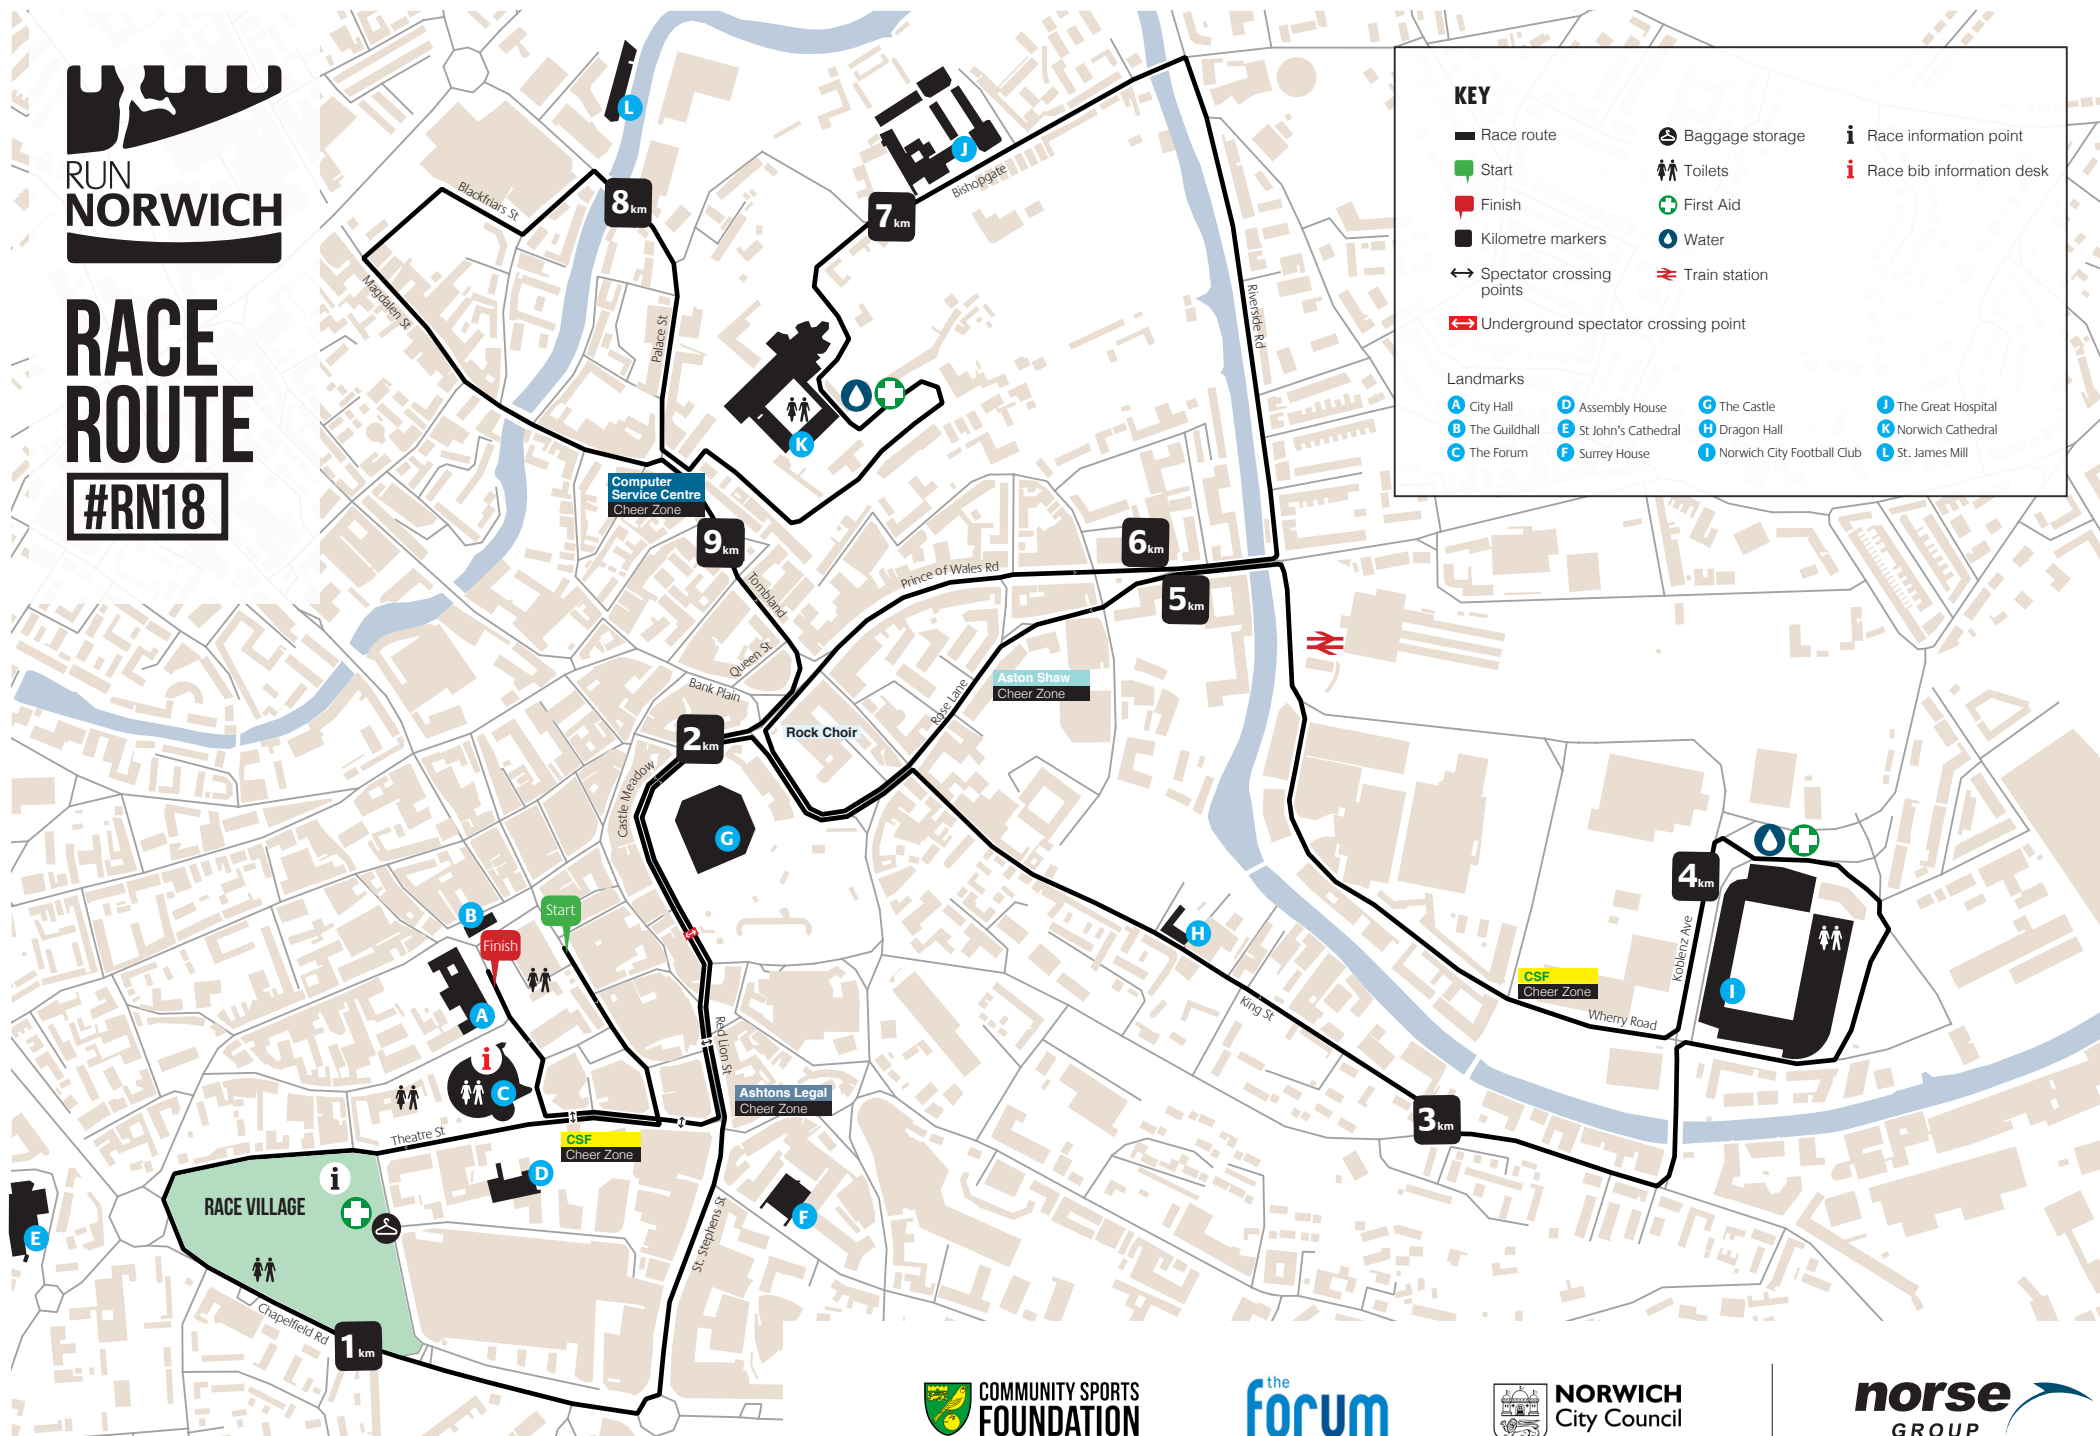 RUN
NORWICH
RACE
ROUTE
#RN18
KEY
Race route
Start
Finish
Kilometre markers
Spectator crossing
points
Underground spectator crossing point
Baggage storage
Toilets
First Aid
Water
Train station
i Race information point
i Race bib information desk
Landmarks
A City Hall
B The Guildhall
C The Forum
D Assembly House
E St John's Cathedral
F Surrey House
G The Castle
H Dragon Hall
I Norwich City Football Club
J The Great Hospital
K Norwich Cathedral
L St. James Mill
L
J
Bishopgate
7km
8km
Blackfriars St
Magdalen St
Palace St
Riverside Rd
K
Computer
Service Centre
Cheer Zone
9km
Tombland
6km
Prince of Wales Rd
5km
Queen St
Bank Plain
Aston Shaw
Cheer Zone
Rose Lane
2km
Rock Choir
Castle Meadow
G
4km
B
Start
Finish
H
Koblenz Ave
CSF
Cheer Zone
I
King St
Wherry Road
A
i
C
Red Lion St
Ashtons Legal
Cheer Zone
3km
Theatre St
CSF
Cheer Zone
D
i
RACE VILLAGE
F
E
St. Stephens St
Chapelfield Rd
1km
COMMUNITY SPORTS
FOUNDATION
the
forum
NORWICH
City Council
norse
GROUP